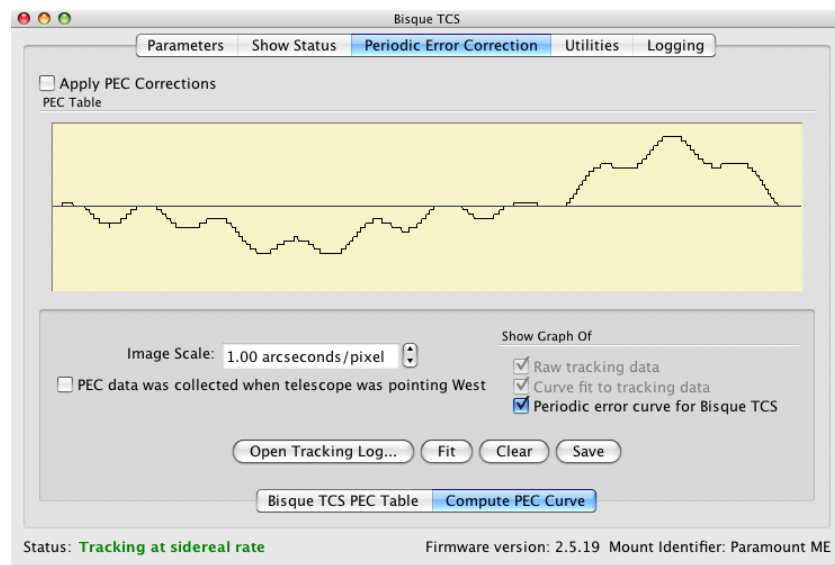 Bisque TCS
Parameters Show Status Periodic Error Correction Utilities Logging
Apply PEC Corrections
PEC Table
Image Scale: 1.00 arcseconds/pixel
PEC data was collected when telescope was pointing West
Show Graph Of
Raw tracking data
Curve fit to tracking data
Periodic error curve for Bisque TCS
Open Tracking Log... Fit Clear Save
Bisque TCS PEC Table Compute PEC Curve
Status: Tracking at sidereal rate Firmware version: 2.5.19 Mount Identifier: Paramount ME